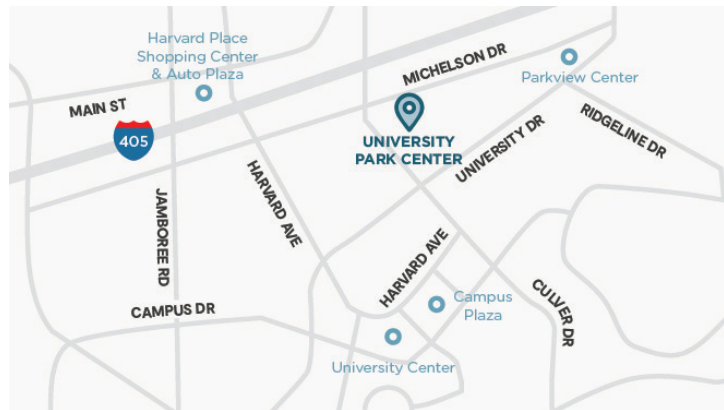 Harvard Place
Shopping Center
& Auto Plaza
MICHELSON DR
Parkview Center
MAIN ST
405
UNIVERSITY
PARK CENTER
UNIVERSITY DR
RIDGELINE DR
HARVARD AVE
JAMBOREE RD
HARVARD AVE
CAMPUS DR
Campus
Plaza
CULVER DR
University Center